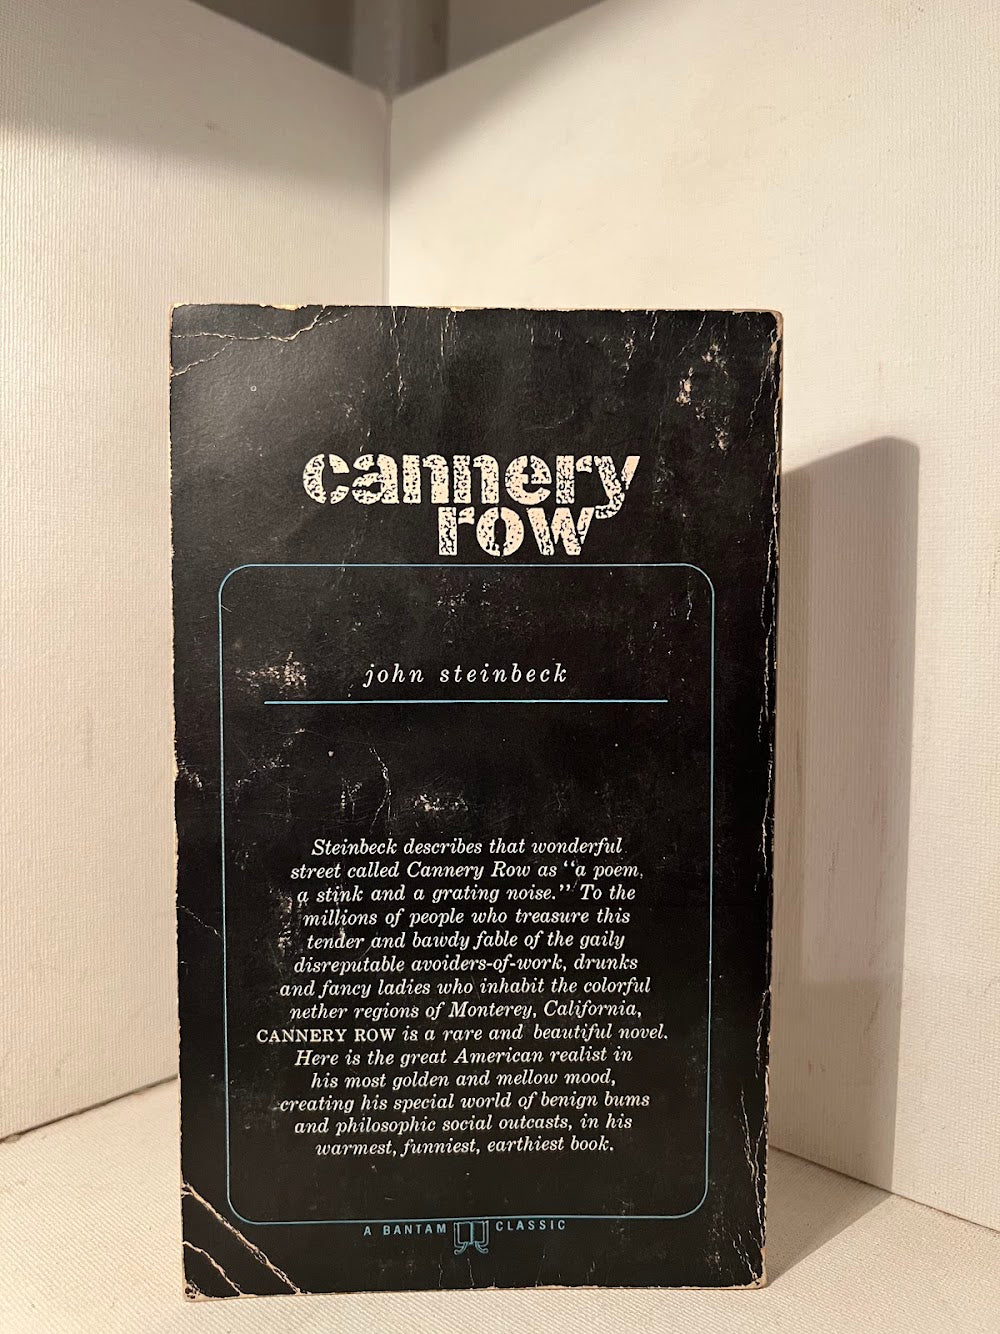 cannery
row
john steinbeck
Steinbeck describes that wonderful
street called Cannery Row as "a poem,
a stink and a grating noise." To the
millions of people who treasure this
tender and bawdy fable of the gaily
disreputable avoiders-of-work, drunks
and fancy ladies who inhabit the colorful
nether regions of Monterey, California,
CANNERY ROW is a rare and beautiful novel.
Here is the great American realist in
his most golden and mellow mood,
creating his special world of benign bums
and philosophic social outcasts, in his
warmest, funniest, earthiest book.
A BANTAM CLASSIC